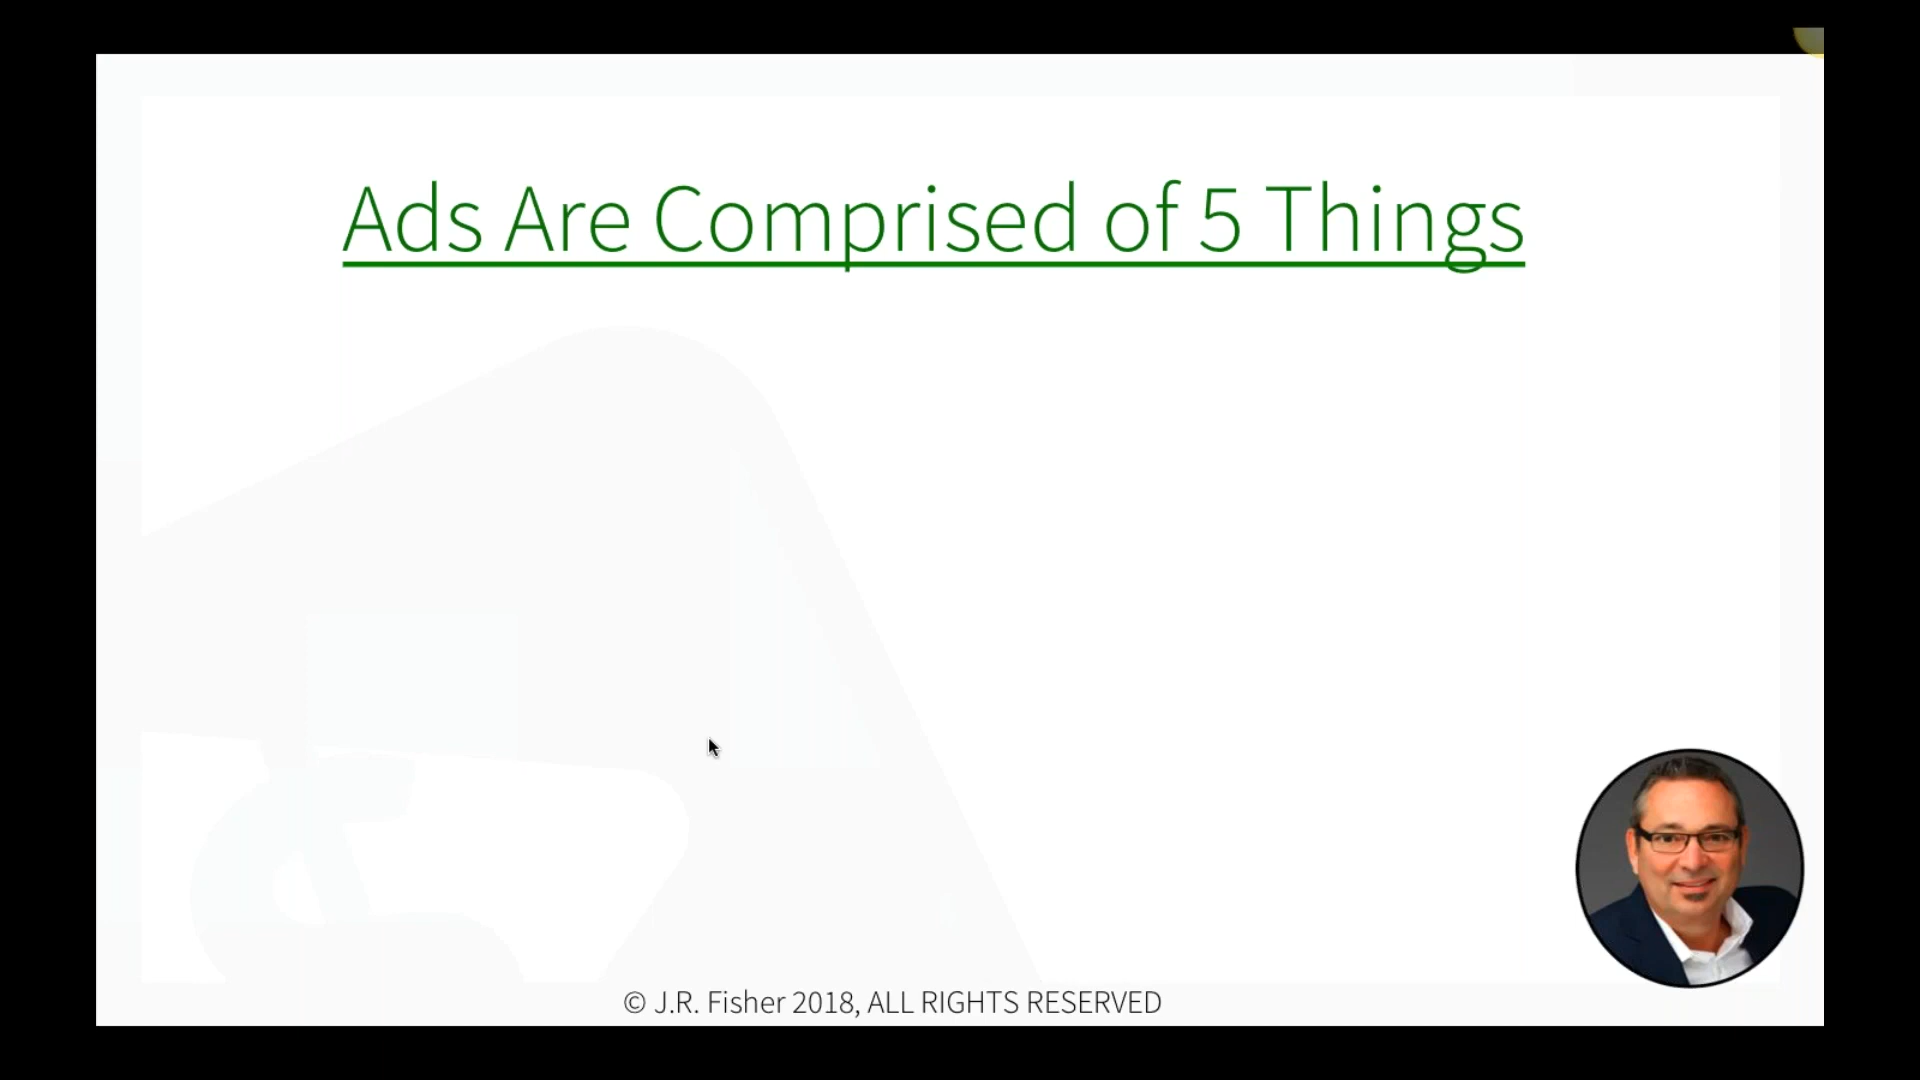 Ads Are Comprised of 5 Things
© J.R. Fisher 2018, ALL RIGHTS RESERVED